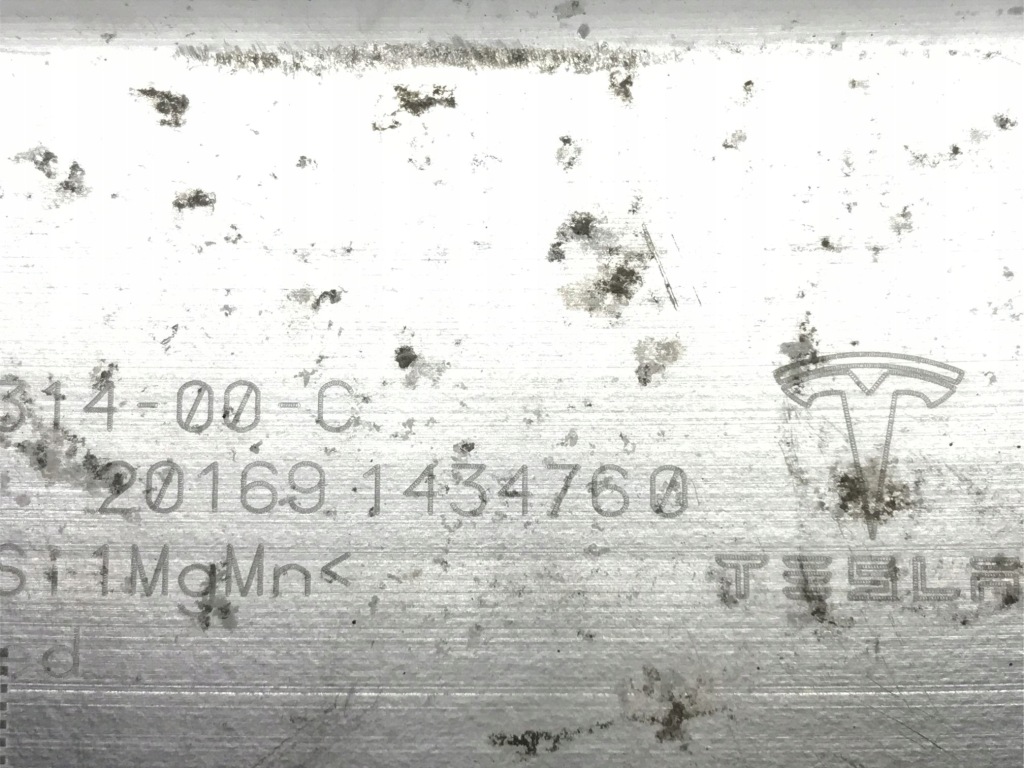 314-00-C
20169.1434760
Si1MgMn<
d
TESLA